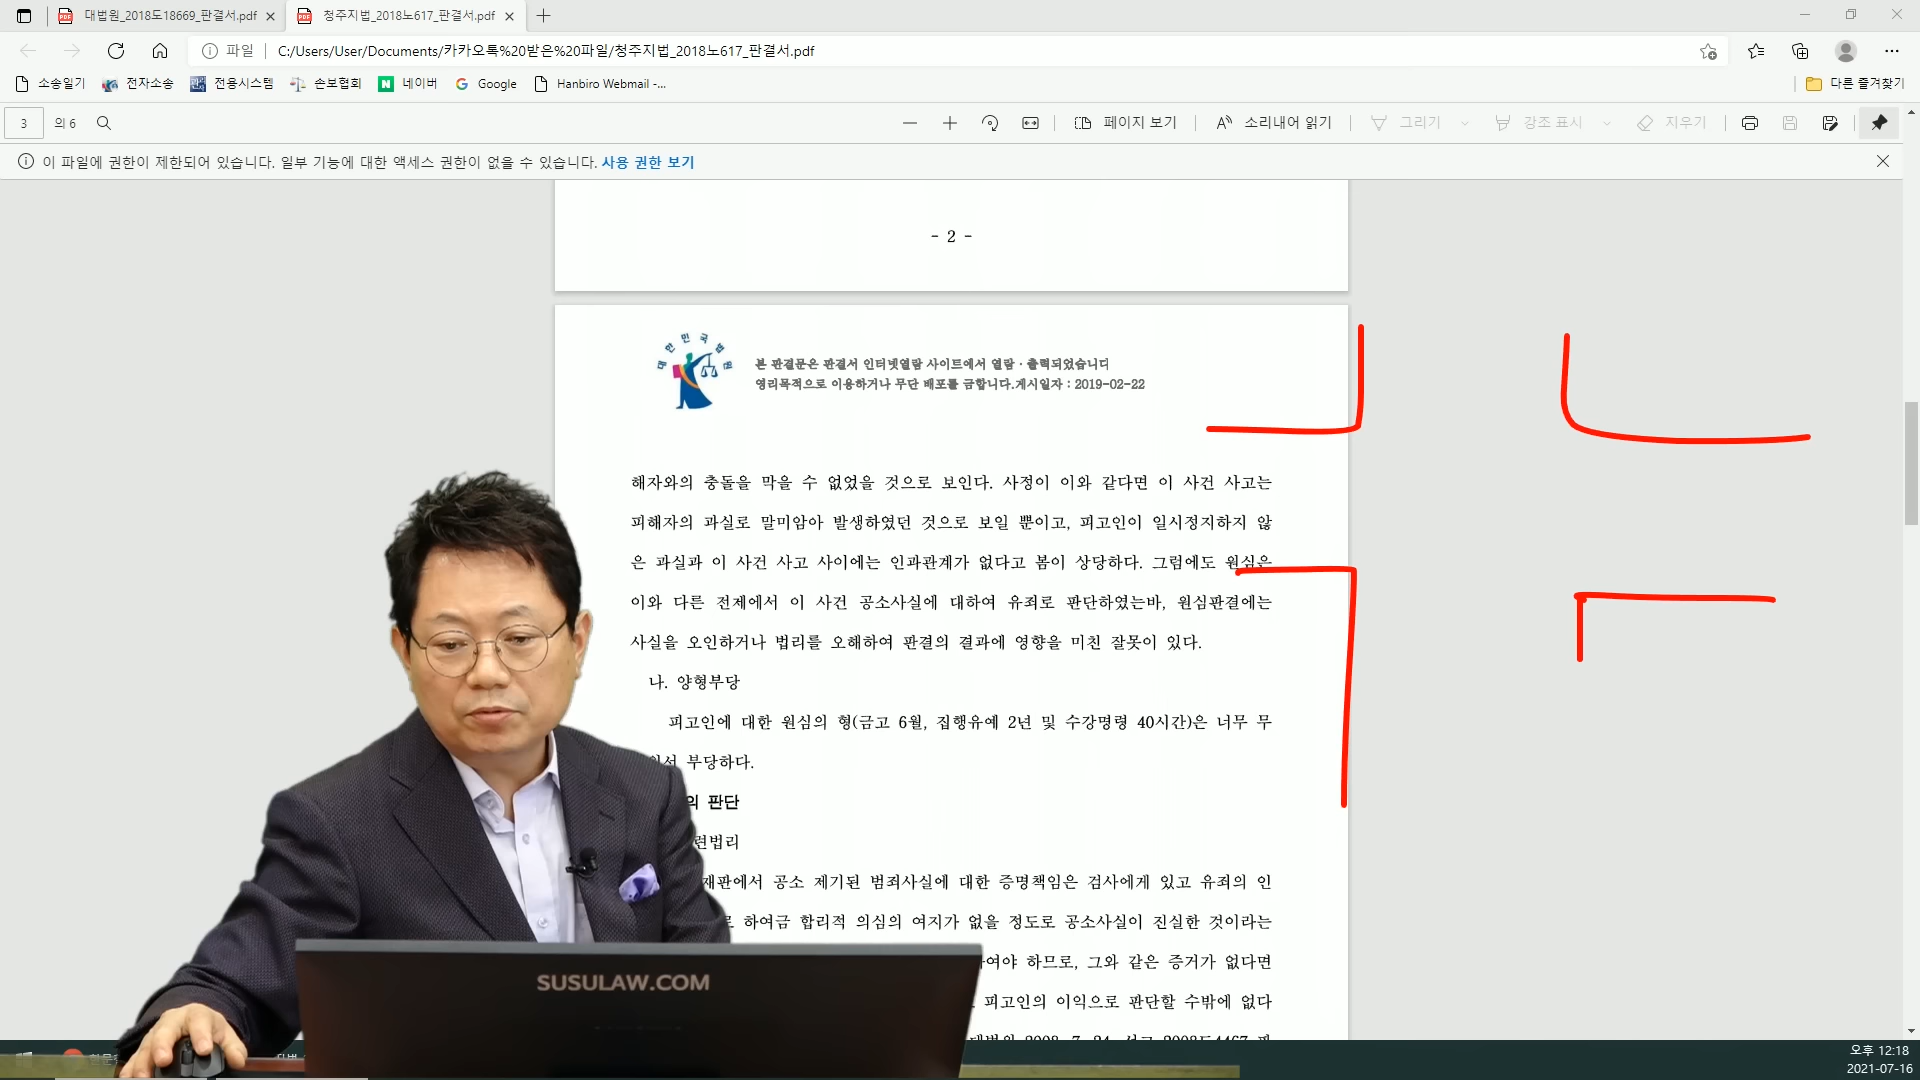 대법원_2018도18669_판결서.pdf
청주지법_2018노617_판결서.pdf
파일
C:/Users/User/Documents/카카오톡%20받은%20파일/청주지법_2018노617_판결서.pdf
소송일기
전자소송
전용시스템
손보협회
네이버
Google
Hanbiro Webmail -...
다른 즐겨찾기
3
의 6
페이지 보기
소리내어 읽기
그리기
강조 표시
지우기
이 파일에 권한이 제한되어 있습니다. 일부 기능에 대한 액세스 권한이 없을 수 있습니다. 사용 권한 보기
- 2 -
대한민국법원
본 판결문은 판결서 인터넷열람 사이트에서 열람·출력되었습니다
영리목적으로 이용하거나 무단 배포를 금합니다.게시일자 : 2019-02-22
해자와의 충돌을 막을 수 없었을 것으로 보인다. 사정이 이와 같다면 이 사건 사고는
피해자의 과실로 말미암아 발생하였던 것으로 보일 뿐이고, 피고인이 일시정지하지 않
은 과실과 이 사건 사고 사이에는 인과관계가 없다고 봄이 상당하다. 그럼에도 원심은
이와 다른 전제에서 이 사건 공소사실에 대하여 유죄로 판단하였는바, 원심판결에는
사실을 오인하거나 법리를 오해하여 판결의 결과에 영향을 미친 잘못이 있다.
나. 양형부당
피고인에 대한 원심의 형(금고 6월, 집행유예 2년 및 수강명령 40시간)은 너무 무
부당하다.
의 판단
련법리
재판에서 공소 제기된 범죄사실에 대한 증명책임은 검사에게 있고 유죄의 인
로 하여금 합리적 의심의 여지가 없을 정도로 공소사실이 진실한 것이라는
하여야 하므로, 그와 같은 증거가 없다면
피고인의 이익으로 판단할 수밖에 없다
SUSULAW.COM
오후 12:18
2021-07-16